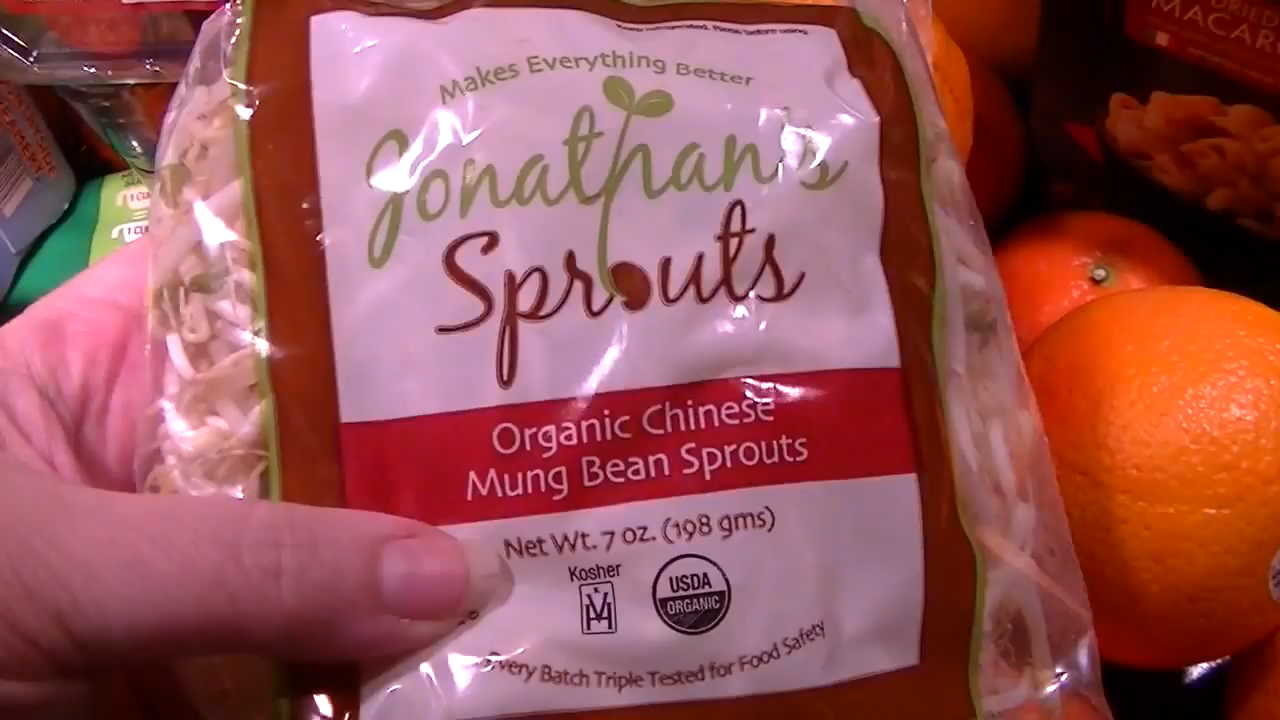 Makes Everything Better
Jonathan's
Sprouts
Organic Chinese
Mung Bean Sprouts
Net Wt. 7 oz. (198 gms)
Kosher
USDA
ORGANIC
Every Batch Triple Tested for Food Safety
DRIED